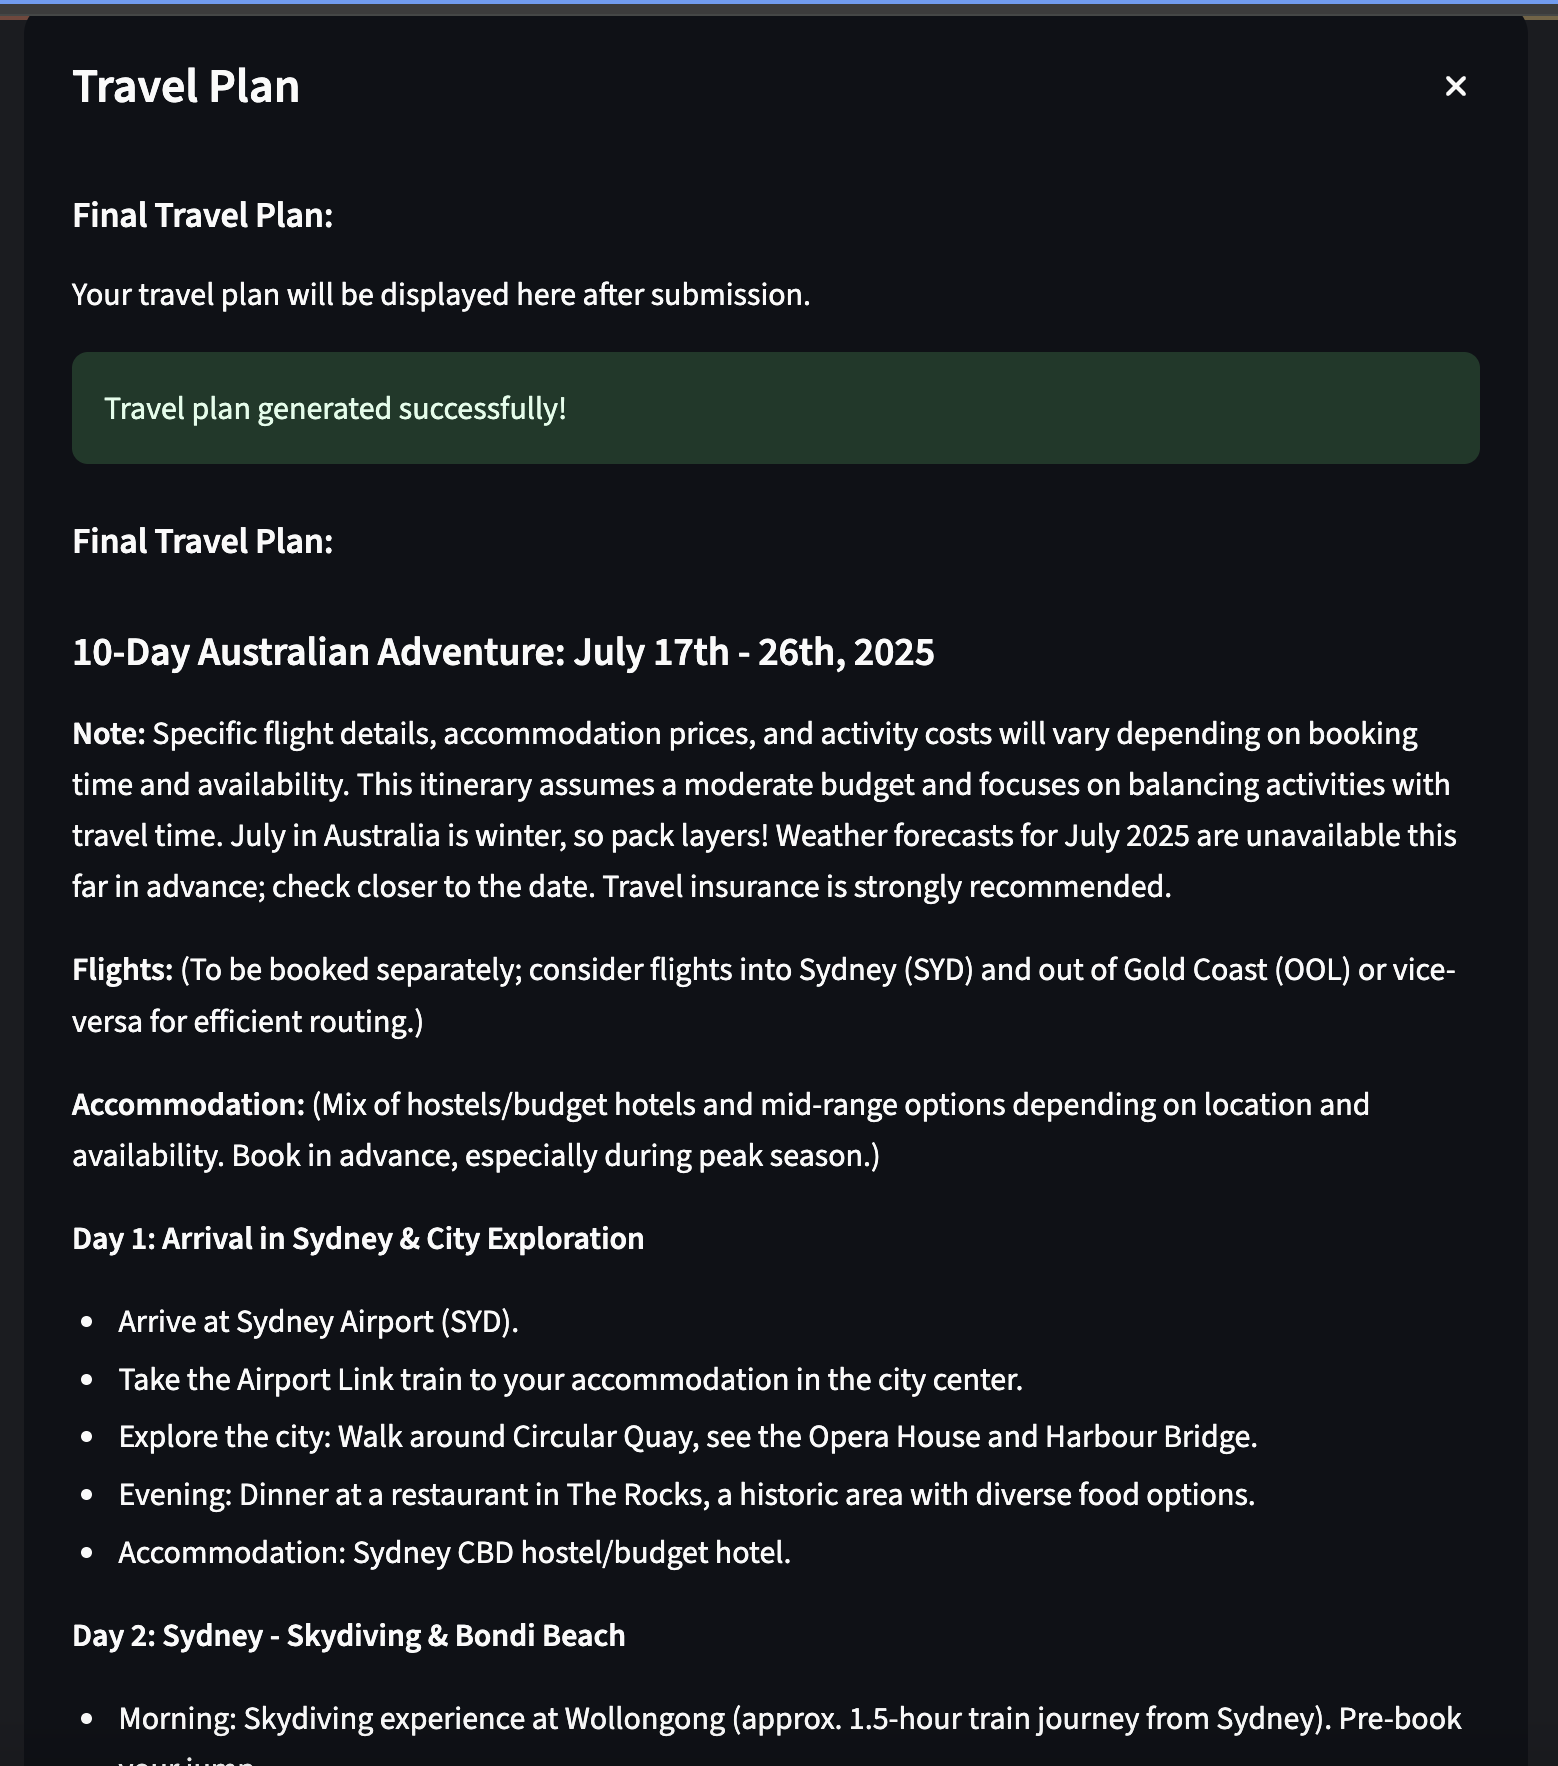 Travel Plan
Final Travel Plan:
Your travel plan will be displayed here after submission.
Travel plan generated successfully!
Final Travel Plan:
10-Day Australian Adventure: July 17th - 26th, 2025
Note: Specific flight details, accommodation prices, and activity costs will vary depending on booking
time and availability. This itinerary assumes a moderate budget and focuses on balancing activities with
travel time. July in Australia is winter, so pack layers! Weather forecasts for July 2025 are unavailable this
far in advance; check closer to the date. Travel insurance is strongly recommended.
Flights: (To be booked separately; consider flights into Sydney (SYD) and out of Gold Coast (OOL) or vice-
versa for efficient routing.)
Accommodation: (Mix of hostels/budget hotels and mid-range options depending on location and
availability. Book in advance, especially during peak season.)
Day 1: Arrival in Sydney & City Exploration
• Arrive at Sydney Airport (SYD).
• Take the Airport Link train to your accommodation in the city center.
• Explore the city: Walk around Circular Quay, see the Opera House and Harbour Bridge.
• Evening: Dinner at a restaurant in The Rocks, a historic area with diverse food options.
• Accommodation: Sydney CBD hostel/budget hotel.
Day 2: Sydney - Skydiving & Bondi Beach
• Morning: Skydiving experience at Wollongong (approx. 1.5-hour train journey from Sydney). Pre-book